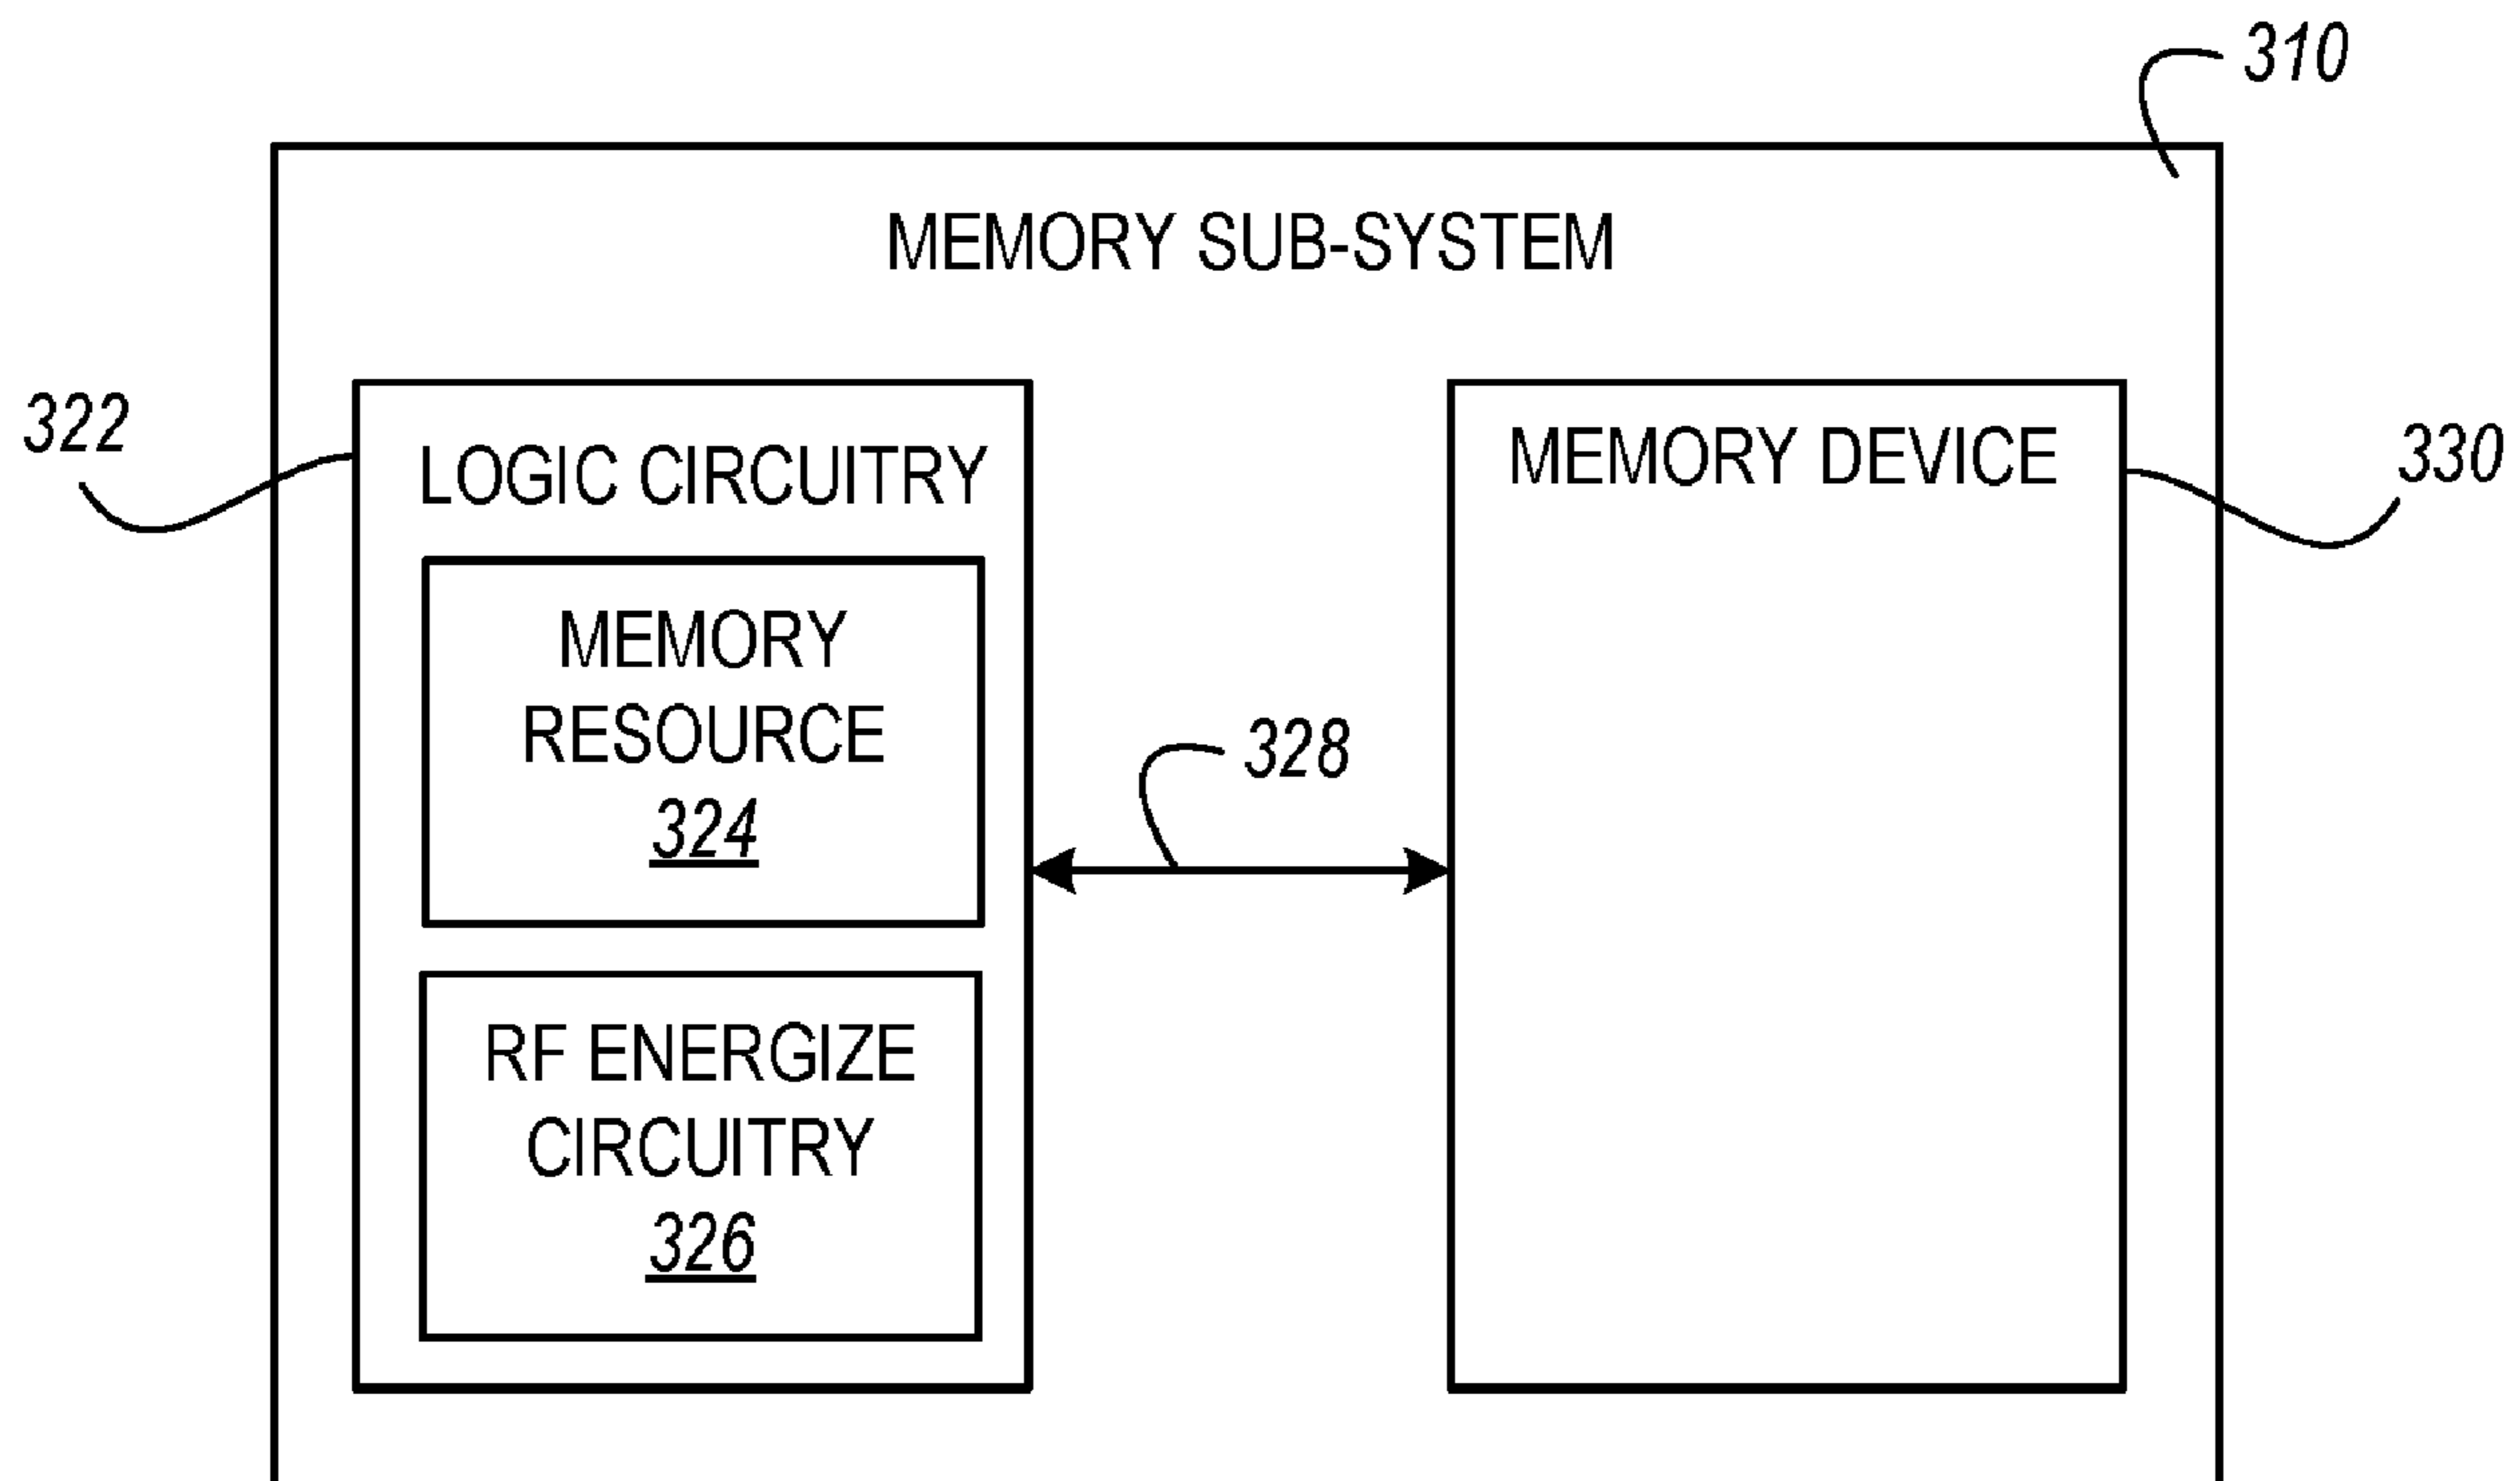 310
MEMORY SUB-SYSTEM
322
LOGIC CIRCUITRY
MEMORY DEVICE
330
MEMORY
RESOURCE
324
328
RF ENERGIZE
CIRCUITRY
326